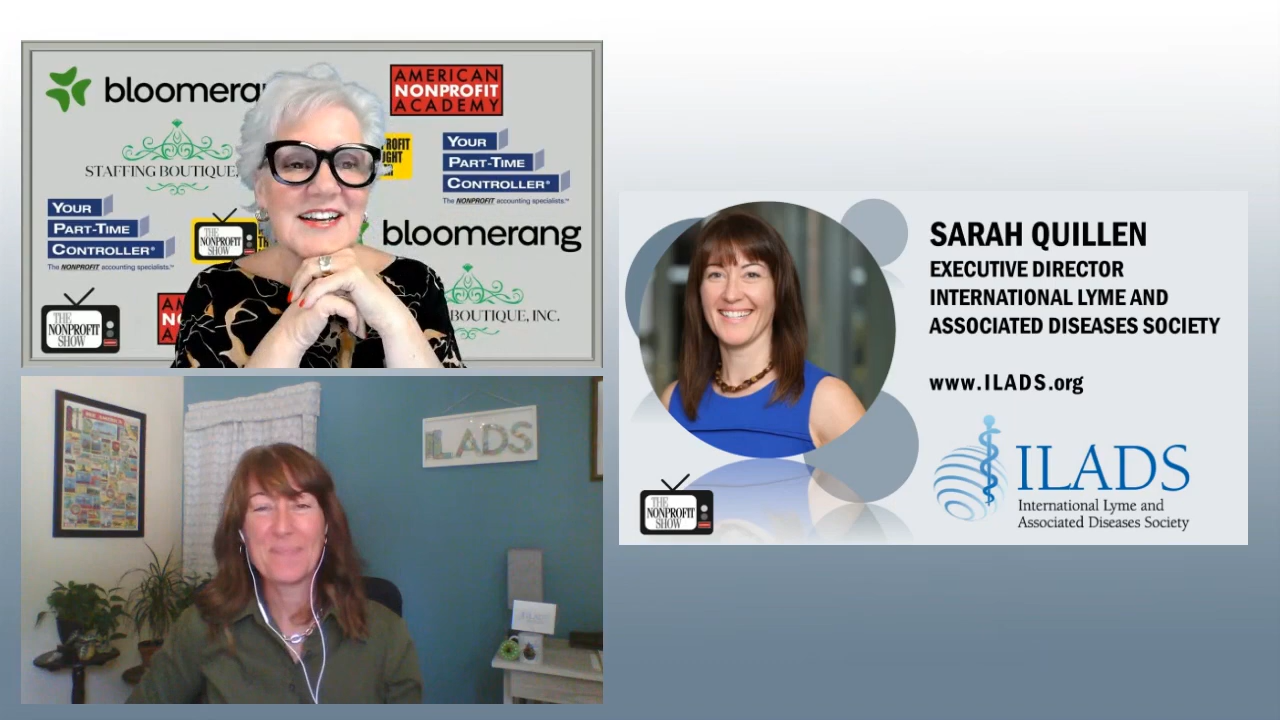 bloomerang
AMERICAN
NONPROFIT
ACADEMY
STAFFING BOUTIQUE,
YOUR
PART-TIME
CONTROLLER®
The NONPROFIT accounting specialists.™
YOUR
PART-TIME
CONTROLLER®
The NONPROFIT accounting specialists.™
THE
NONPROFIT
SHOW
bloomerang
THE
NONPROFIT
SHOW
BOUTIQUE, INC.
ILADS
SARAH QUILLEN
EXECUTIVE DIRECTOR
INTERNATIONAL LYME AND
ASSOCIATED DISEASES SOCIETY
www.ILADS.org
ILADS
International Lyme and
Associated Diseases Society
THE
NONPROFIT
SHOW